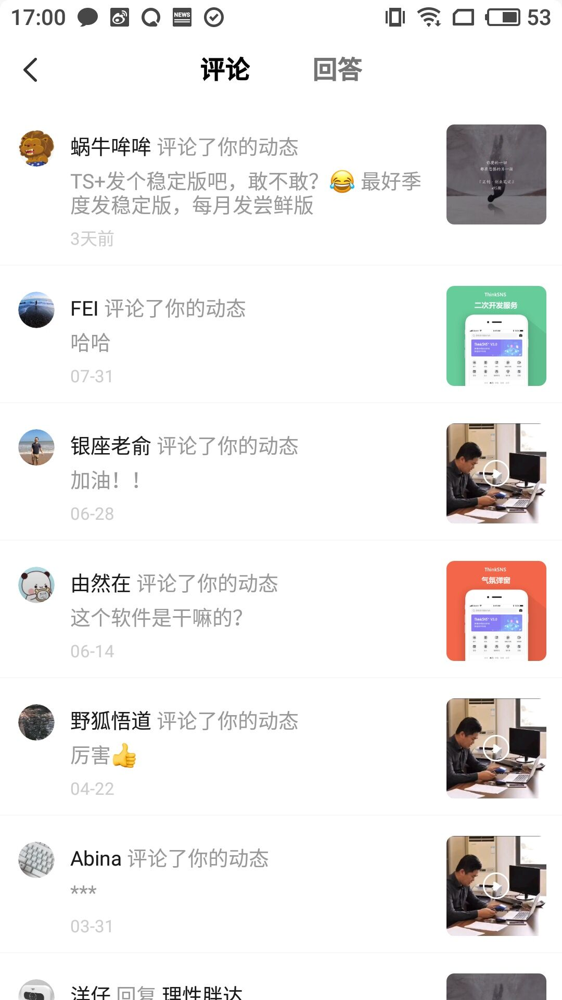 17:00
NEWS
53
评论
回答
蜗牛哞哞 评论了你的动态
TS+发个稳定版吧，敢不敢？😂 最好季
度发稳定版，每月发尝鲜版
3天前
你要的一切
都在恐惧的另一面
「正利·创业笔记」
415期
FEI 评论了你的动态
哈哈
07-31
ThinkSNS
二次开发服务
ThinkSNS+ V3.0
银座老俞 评论了你的动态
加油！！
06-28
由然在 评论了你的动态
这个软件是干嘛的？
06-14
ThinkSNS
气氛弹窗
ThinkSNS+ V3.0
野狐悟道 评论了你的动态
厉害👍
04-22
Abina 评论了你的动态
***
03-31
洋仔 回复 理性胖达